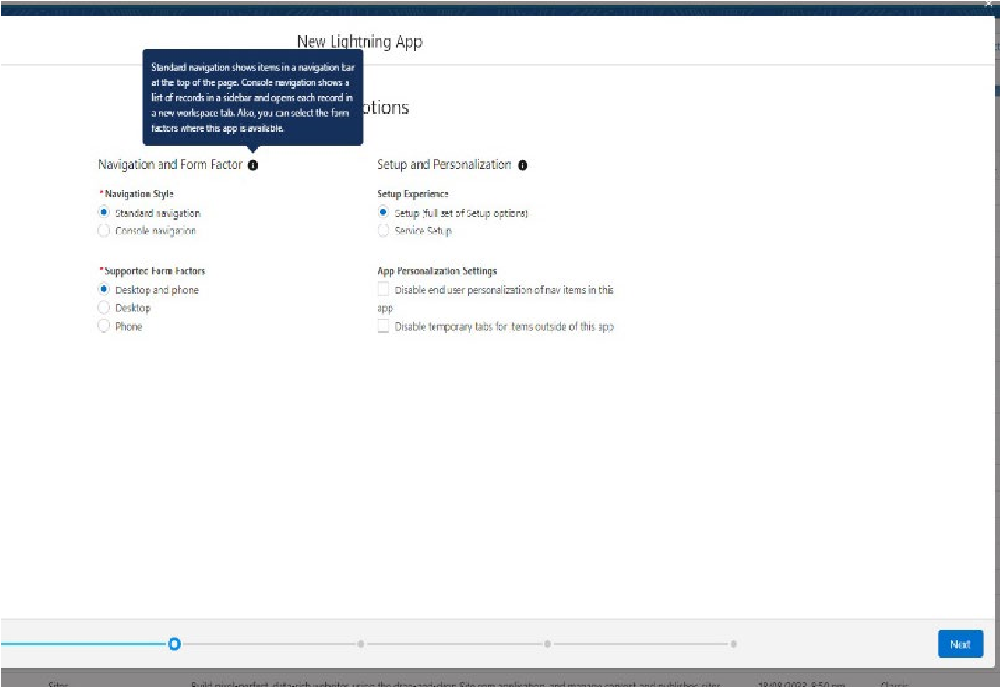 New Lightning App
Standard navigation shows items in a navigation bar
at the top of the page. Console navigation shows a
list of records in a sidebar and opens each record in
a new workspace tab. Also, you can select the form
factors where this app is available.
ptions
Navigation and Form Factor
Setup and Personalization
* Navigation Style
Setup Experience
Standard navigation
Setup (full set of Setup options)
Console navigation
Service Setup
* Supported Form Factors
App Personalization Settings
Desktop and phone
Disable end user personalization of nav items in this
app
Desktop
Phone
Disable temporary tabs for items outside of this app
Next
Sites
Build pixel-perfect, data-rich websites using the drag-and-drop Site.com application, and manage content and published sites.
Classic